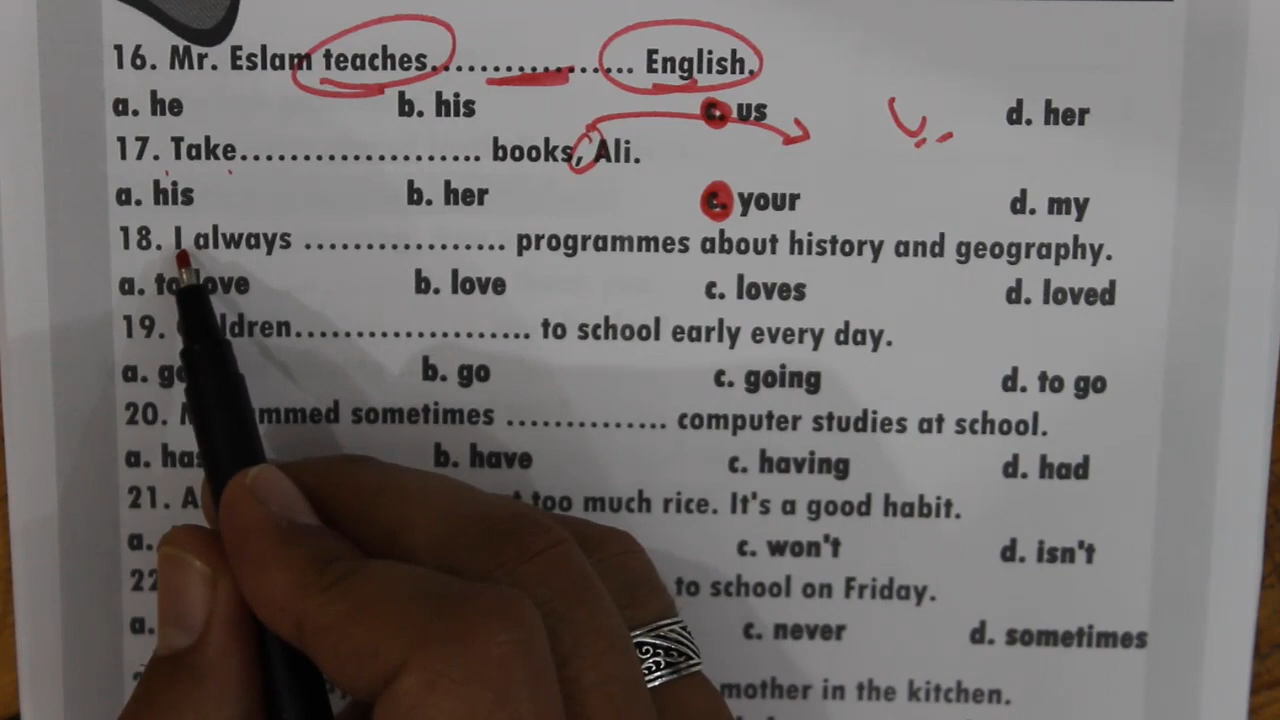 16. Mr. Eslam teaches..................... English.
a. he b. his c. us d. her
17. Take...................... books, Ali.
a. his b. her c. your d. my
18. I always .................. programmes about history and geography.
a. to love b. love c. loves d. loved
19. ..................... to school early every day.
a. b. go c. going d. to go
20. sometimes .............. computer studies at school.
a. b. have c. having d. had
21. too much rice. It's a good habit.
a. c. won't d. isn't
22 to school on Friday.
a. c. never d. sometimes
mother in the kitchen.